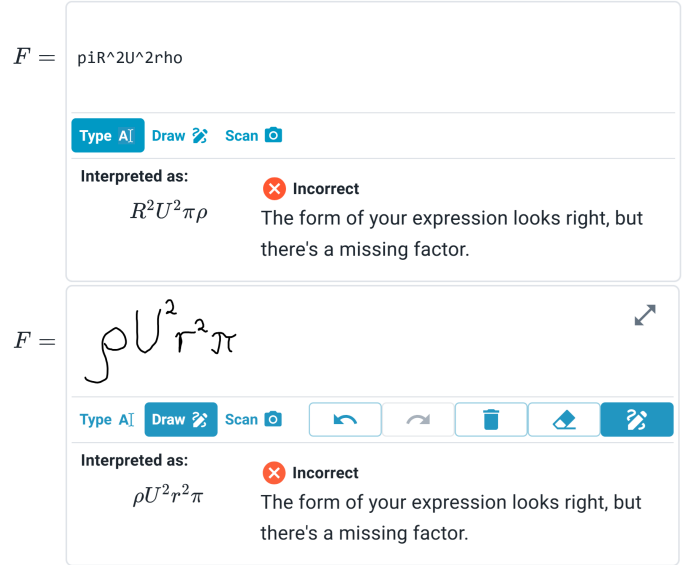 F = piR^2U^2rho
Type Draw Scan
Interpreted as:
R²U²πρ
Incorrect
The form of your expression looks right, but
there's a missing factor.
F = ρU²r²π
Type Draw Scan
Interpreted as:
ρU²r²π
Incorrect
The form of your expression looks right, but
there's a missing factor.